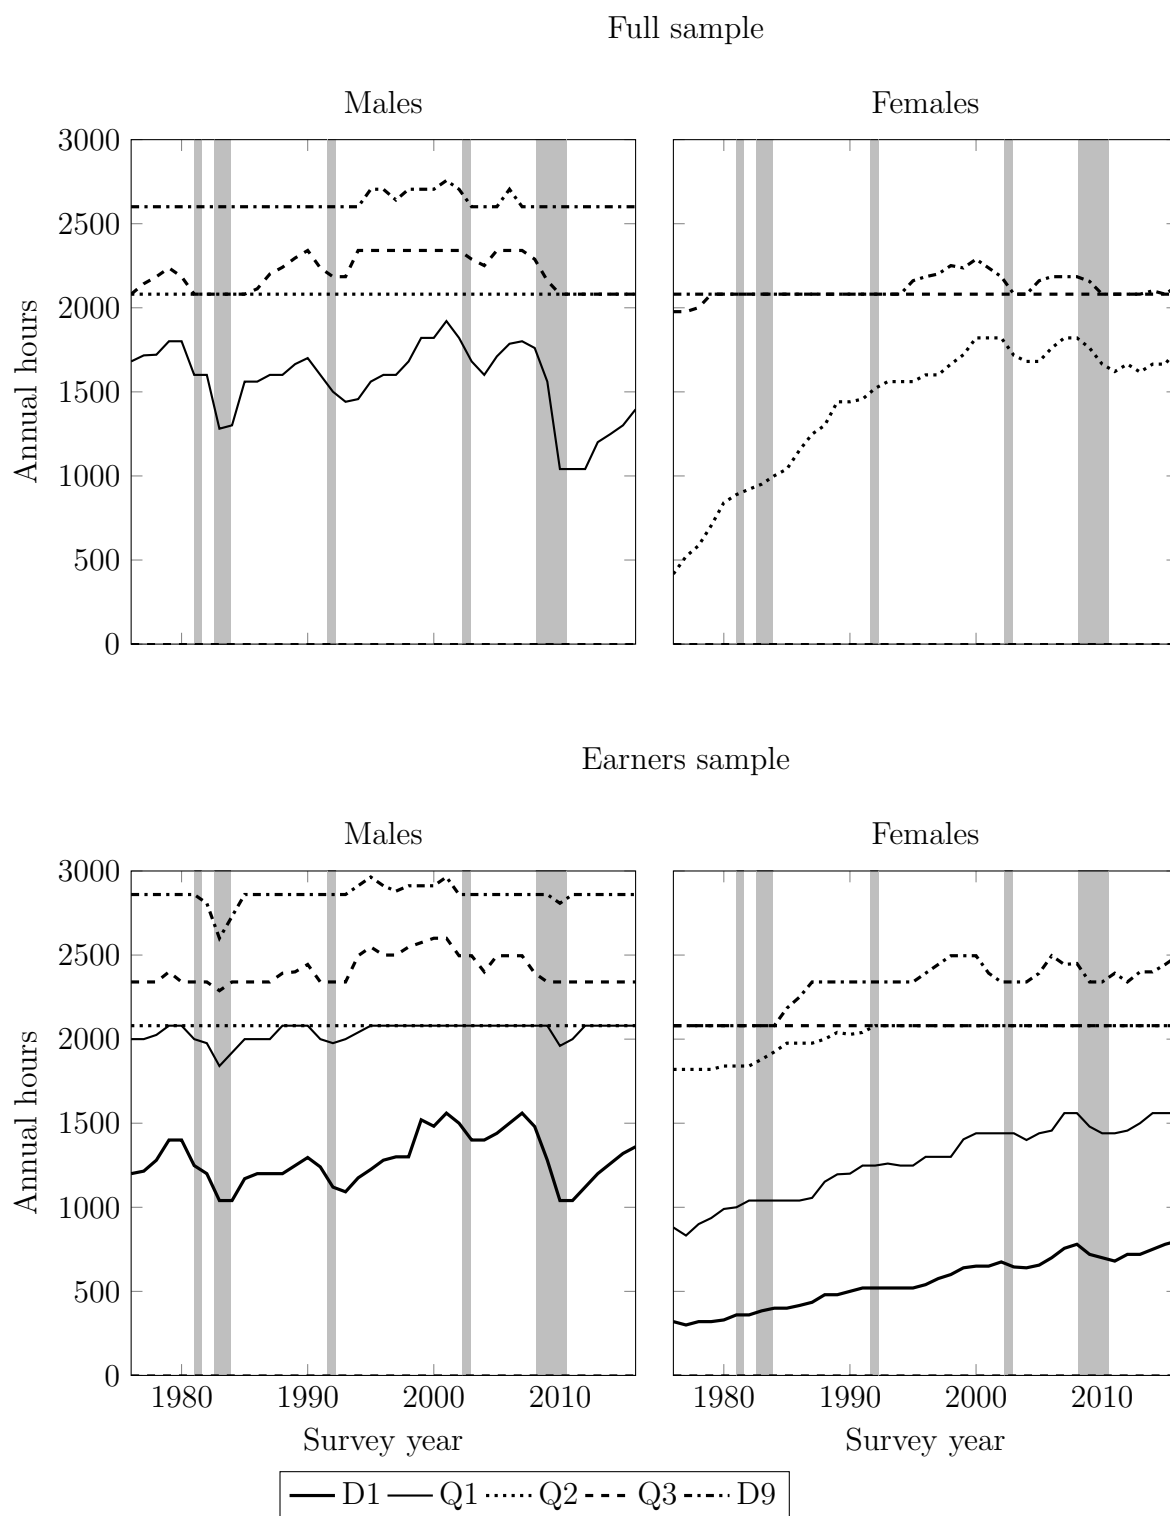 Full sample
Males
Females
3000
2500
2000
1500
1000
500
0
Annual hours
Earners sample
Males
Females
3000
2500
2000
1500
1000
500
0
Annual hours
1980 1990 2000 2010
1980 1990 2000 2010
Survey year
Survey year
D1 Q1 Q2 Q3 D9